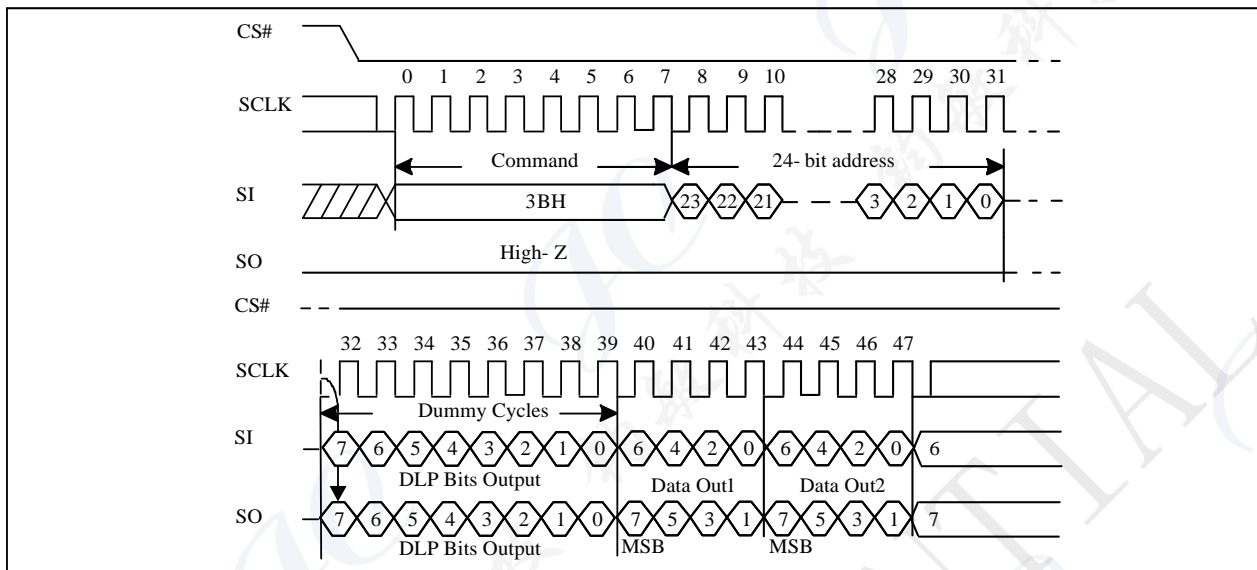 CS#
0 1 2 3 4 5 6 7 8 9 10 28 29 30 31
SCLK
Command 24- bit address
SI 3BH 23 22 21 3 2 1 0
High- Z
SO
CS#
32 33 34 35 36 37 38 39 40 41 42 43 44 45 46 47
SCLK
Dummy Cycles
SI 7 6 5 4 3 2 1 0 6 4 2 0 6 4 2 0 6
DLP Bits Output Data Out1 Data Out2
SO 7 6 5 4 3 2 1 0 7 5 3 1 7 5 3 1 7
DLP Bits Output MSB MSB